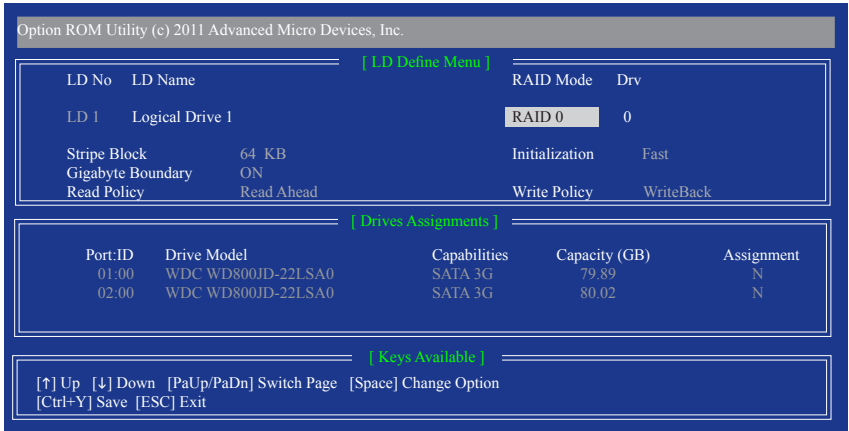 Option ROM Utility (c) 2011 Advanced Micro Devices, Inc.
[ LD Define Menu ]
LD No LD Name RAID Mode Drv
LD 1 Logical Drive 1 RAID 0 0
Stripe Block 64 KB Initialization Fast
Gigabyte Boundary ON
Read Policy Read Ahead Write Policy WriteBack
[ Drives Assignments ]
Port:ID Drive Model Capabilities Capacity (GB) Assignment
01:00 WDC WD800JD-22LSA0 SATA 3G 79.89 N
02:00 WDC WD800JD-22LSA0 SATA 3G 80.02 N
[ Keys Available ]
[↑] Up [↓] Down [PaUp/PaDn] Switch Page [Space] Change Option
[Ctrl+Y] Save [ESC] Exit